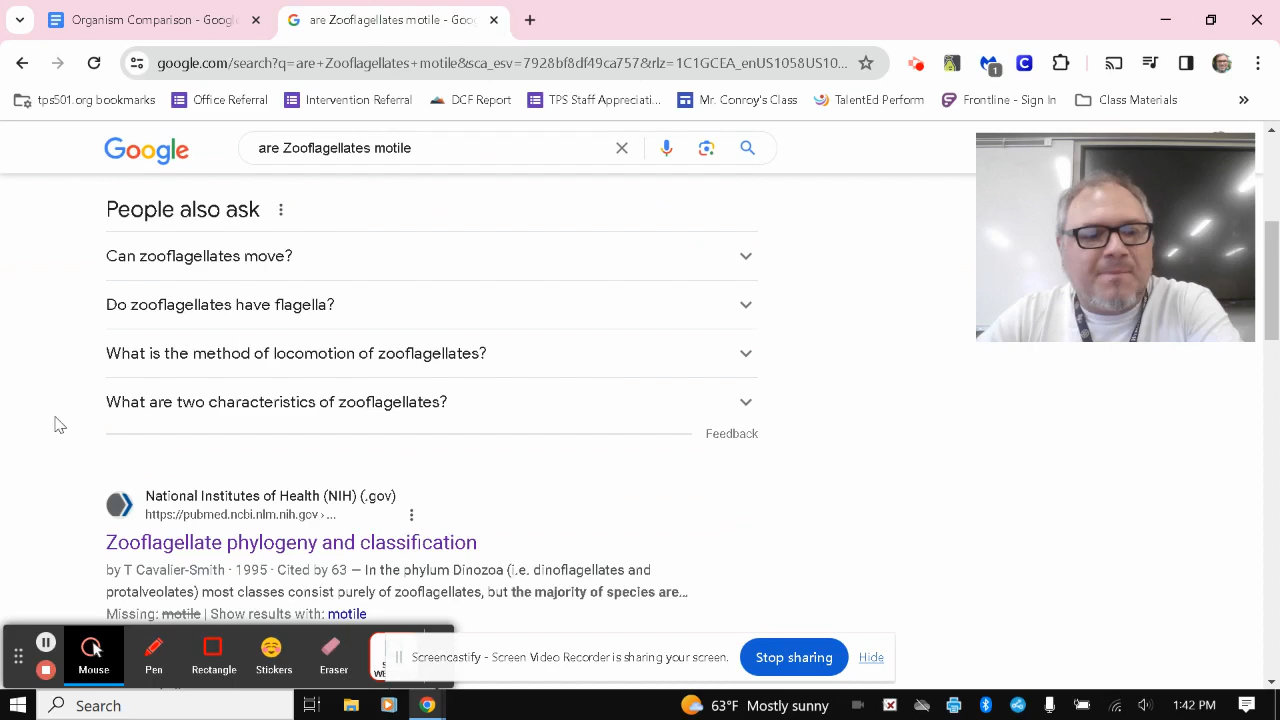 Organism Comparison - Goog
are Zooflagellates motile - Goo
google.com/search?q=are+Zooflagellates+motile&sca_esv=7928bf8df49ca757&rlz=1C1GCEA_enUS1058US10...
tps501.org bookmarks
Office Referral
Intervention Referral
DCF Report
TPS Staff Appreciati...
Mr. Conroy's Class
TalentEd Perform
Frontline - Sign In
Class Materials
Google
are Zooflagellates motile
People also ask
Can zooflagellates move?
Do zooflagellates have flagella?
What is the method of locomotion of zooflagellates?
What are two characteristics of zooflagellates?
Feedback
National Institutes of Health (NIH) (.gov)
https://pubmed.ncbi.nlm.nih.gov › ...
Zooflagellate phylogeny and classification
by T Cavalier-Smith · 1995 · Cited by 63 — In the phylum Dinozoa (i.e. dinoflagellates and
protalveolates) most classes consist purely of zooflagellates, but the majority of species are...
Missing: motile | Show results with: motile
Mouse
Pen
Rectangle
Stickers
Eraser
Screencastify - Screen Video Recorder is sharing your screen.
Stop sharing
Hide
Search
63°F Mostly sunny
1:42 PM